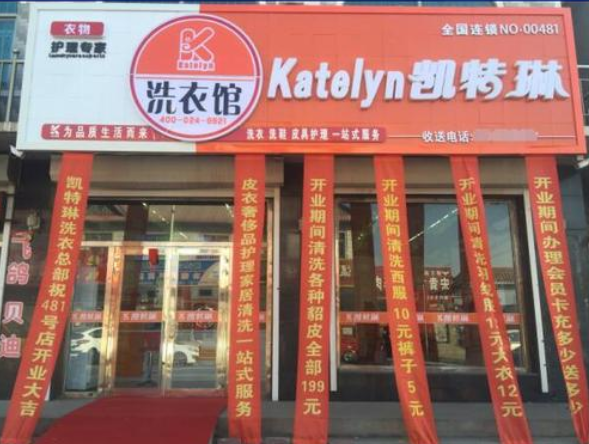 衣物
护理专家
Katelyn
洗衣馆
400-024-9821
全国连锁NO·00481
Katelyn凯特琳
为品质生活而来
洗衣 洗鞋 皮具护理 一站式服务
收送电话:
飞鸽贝迪
凯特琳洗衣总部祝481号店开业大吉
皮衣奢侈品护理家居清洗一站式服务
开业期间清洗各种貂皮全部199元
开业期间清洗西服10元裤子5元
开业期间清洗羽绒服1元大衣12元
开业期间办理会员卡充多少送多少